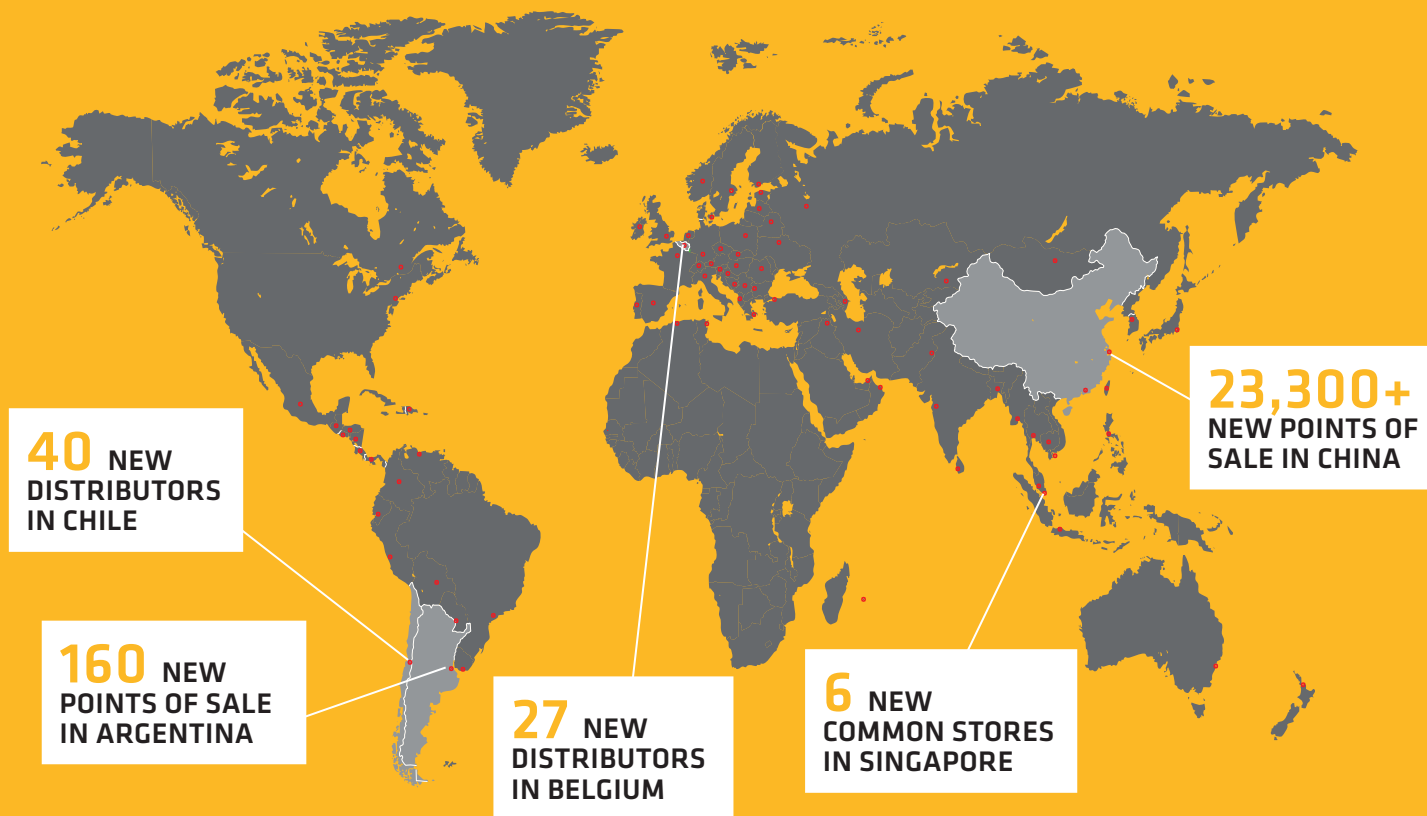 40 NEW
DISTRIBUTORS
IN CHILE
160 NEW
POINTS OF SALE
IN ARGENTINA
27 NEW
DISTRIBUTORS
IN BELGIUM
6 NEW
COMMON STORES
IN SINGAPORE
23,300+
NEW POINTS OF
SALE IN CHINA